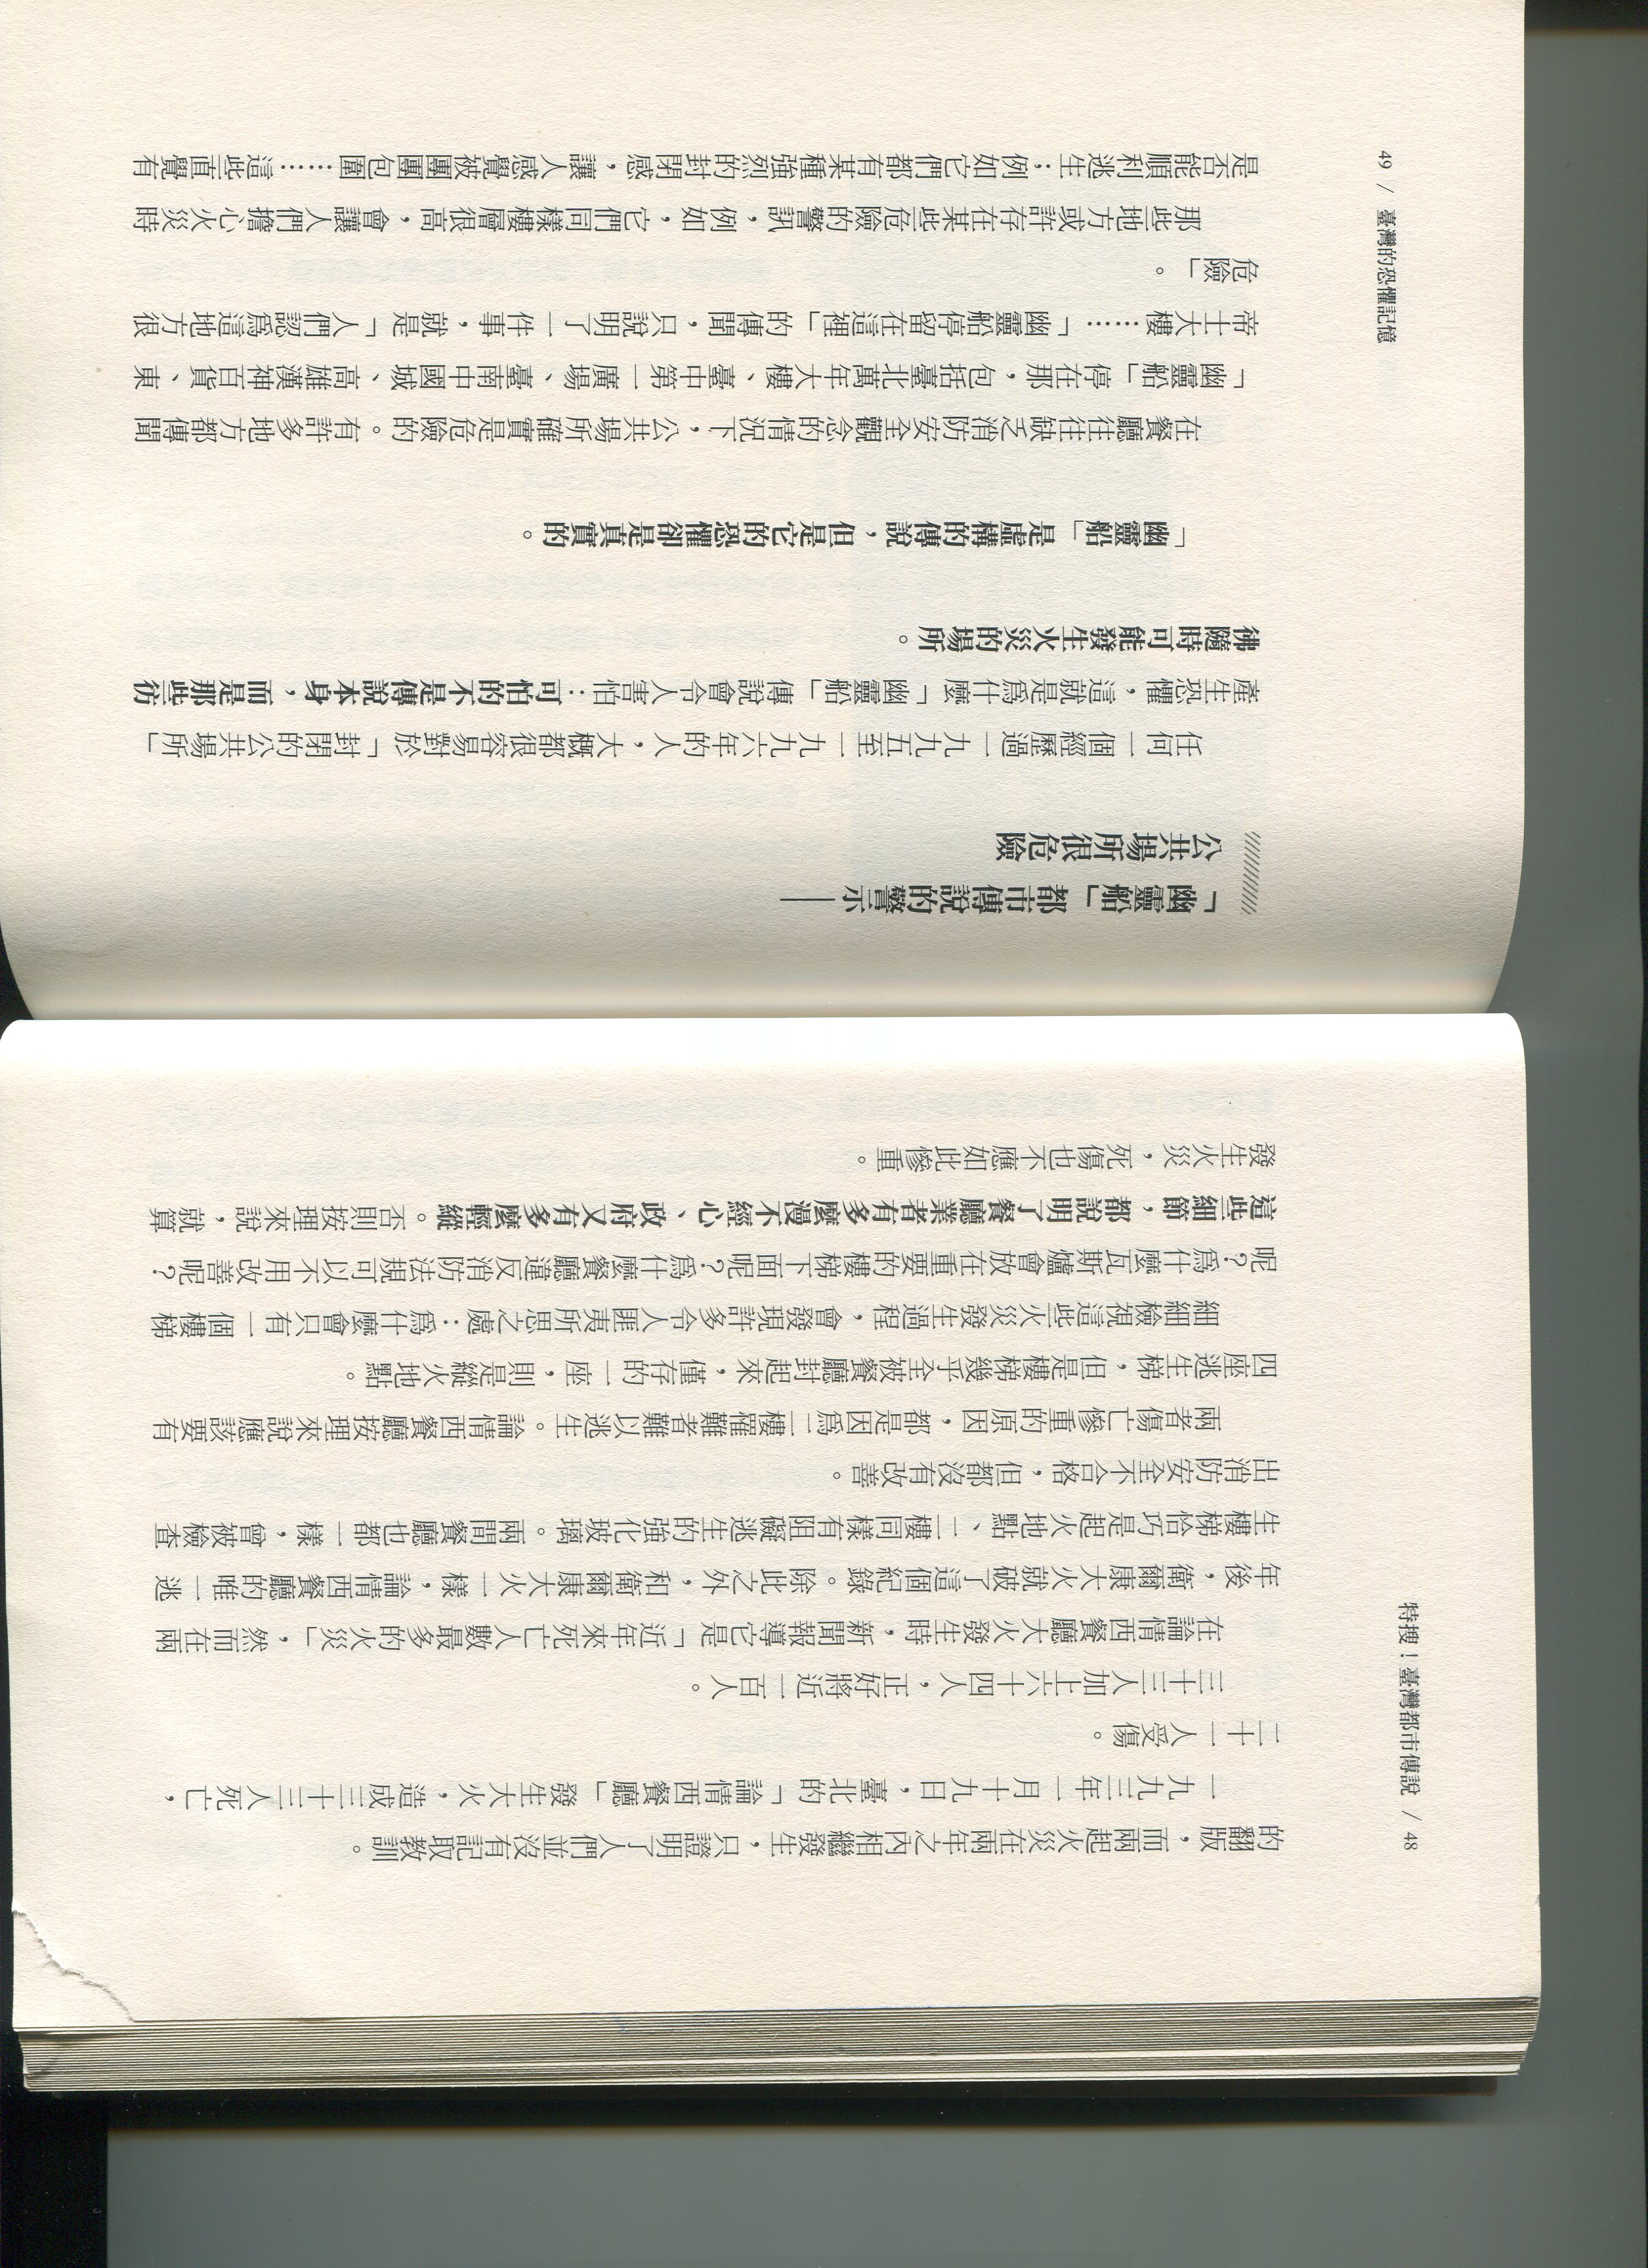 特搜！臺灣都市傳說 / 48
的翻版，而兩起火災在兩年之內相繼發生，只證明了人們並沒有記取教訓。
一九九三年一月十九日，臺北的「論情西餐廳」發生大火，造成三十三人死亡，
二十一人受傷。
三十三人加上六十四人，正好將近一百人。
在論情西餐廳大火發生時，新聞報導它是「近年來死亡人數最多的火災」，然而在兩
年後，衛爾康大火就破了這個紀錄。除此之外，和衛爾康大火一樣，論情西餐廳的唯一逃
生樓梯恰巧是起火地點、二樓同樣有阻礙逃生的強化玻璃。兩間餐廳也都一樣，曾被檢查
出消防安全不合格，但都沒有改善。
兩者傷亡慘重的原因，都是因為二樓罹難者難以逃生。論情西餐廳按理來說應該要有
四座逃生梯，但是樓梯幾乎全被餐廳封起來，僅存的一座，則是縱火地點。
細細檢視這些火災發生過程，會發現許多令人匪夷所思之處：為什麼會只有一個樓梯
呢？為什麼瓦斯爐會放在重要的樓梯下面呢？為什麼餐廳違反消防法規可以不用改善呢？
這些細節，都說明了餐廳業者有多麼漫不經心、政府又有多麼輕縱。否則按理來說，就算
發生火災，死傷也不應如此慘重。
「幽靈船」都市傳說的警示——
公共場所很危險
任何一個經歷過一九九五至一九九六年的人，大概都很容易對於「封閉的公共場所」
產生恐懼，這就是為什麼「幽靈船」傳說會令人害怕：可怕的不是傳說本身，而是那些彷
彿隨時可能發生火災的場所。
「幽靈船」是虛構的傳說，但是它的恐懼卻是真實的。
在餐廳往往缺乏消防安全觀念的情況下，公共場所確實是危險的。有許多地方都傳聞
「幽靈船」停在那，包括臺北萬年大樓、臺中第一廣場、臺南中國城、高雄漢神百貨、東
帝士大樓……「幽靈船停留在這裡」的傳聞，只說明了一件事，就是「人們認為這地方很
危險」。
那些地方或許存在某些危險的警訊，例如，它們同樣樓層很高，會讓人們擔心火災時
是否能順利逃生；例如它們都有某種強烈的封閉感，讓人感覺被團團包圍……這些直覺有
49 / 臺灣的恐懼記憶